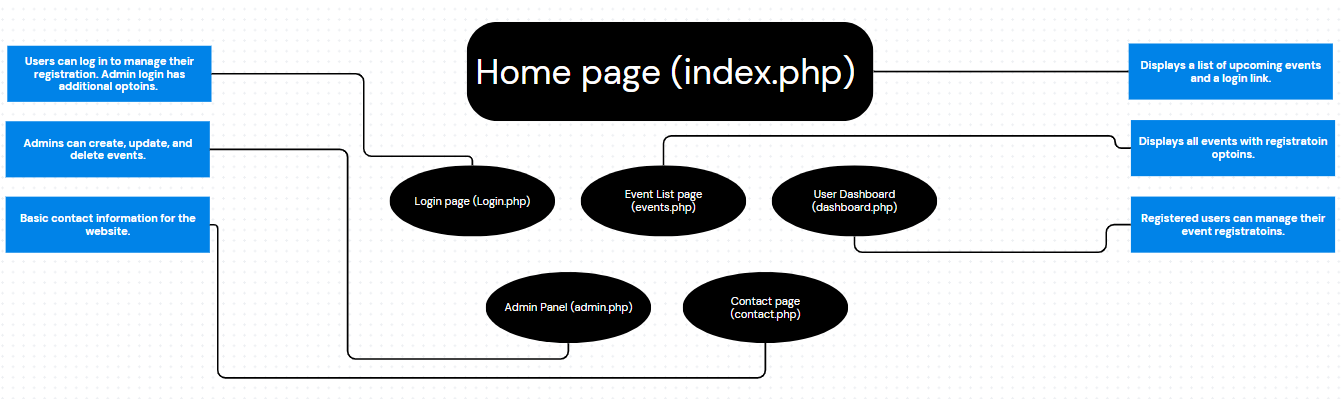 Users can log in to manage their
registration. Admin login has
additional optoins.
Home page (index.php)
Displays a list of upcoming events
and a login link.
Admins can create, update, and
delete events.
Displays all events with registratoin
optoins.
Login page (Login.php)
Event List page
(events.php)
User Dashboard
(dashboard.php)
Basic contact information for the
website.
Registered users can manage their
event registratoins.
Admin Panel (admin.php)
Contact page
(contact.php)